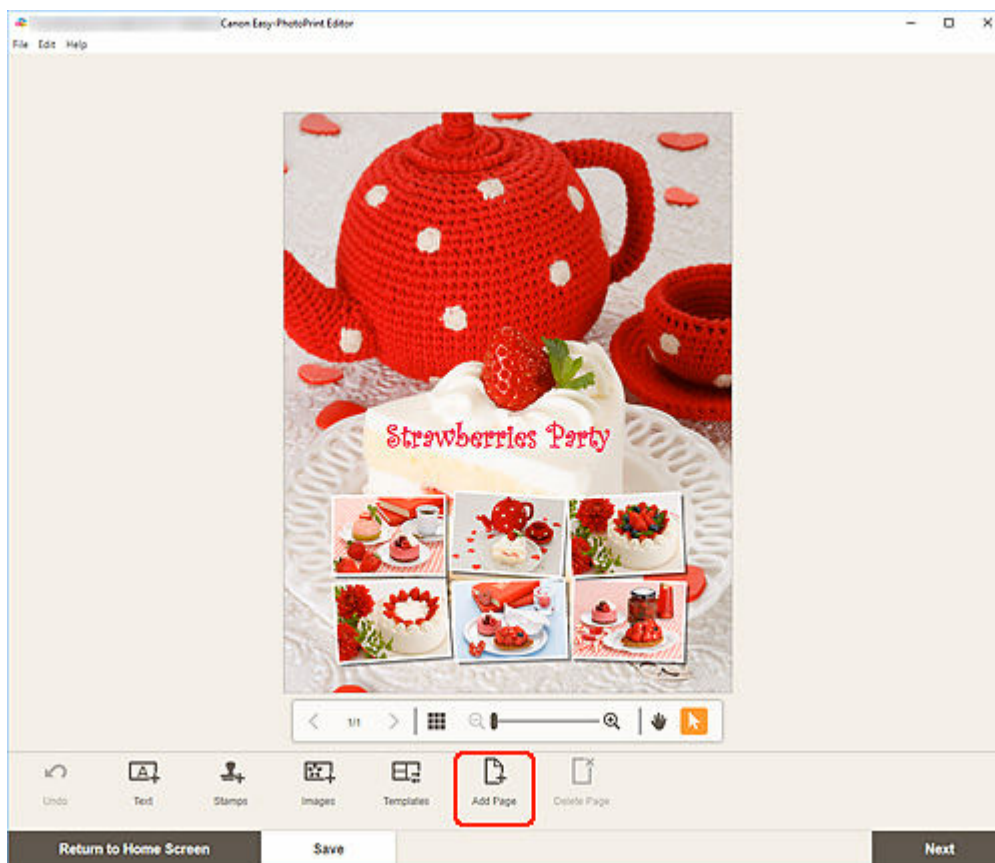 Canon Easy-PhotoPrint Editor
File Edit Help
Strawberries Party
1/1
Undo Text Stamps Images Templates Add Page Delete Page
Return to Home Screen Save Next